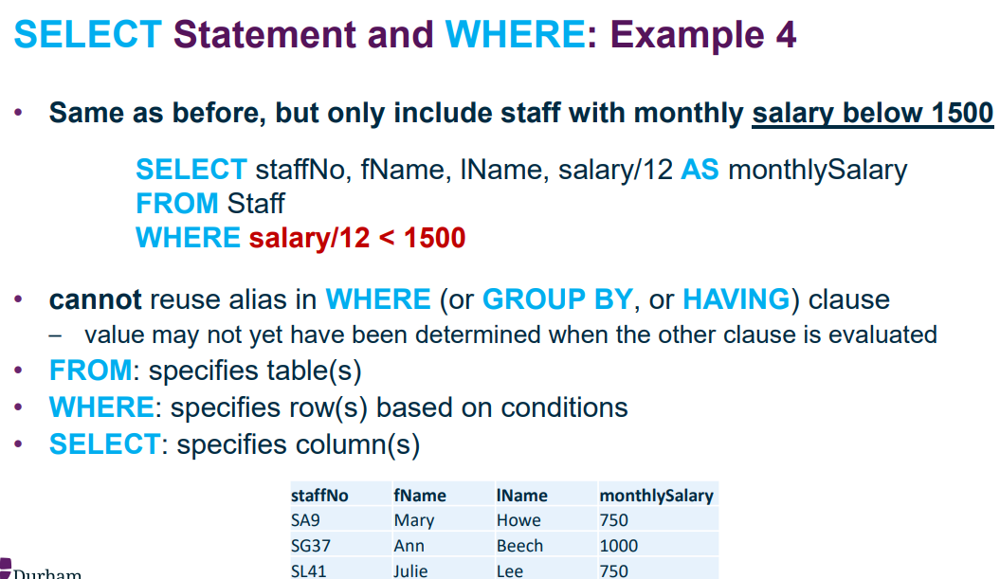 SELECT Statement and WHERE: Example 4
• Same as before, but only include staff with monthly salary below 1500
SELECT staffNo, fName, lName, salary/12 AS monthlySalary
FROM Staff
WHERE salary/12 < 1500
• cannot reuse alias in WHERE (or GROUP BY, or HAVING) clause
– value may not yet have been determined when the other clause is evaluated
• FROM: specifies table(s)
• WHERE: specifies row(s) based on conditions
• SELECT: specifies column(s)
staffNo fName lName monthlySalary
SA9 Mary Howe 750
SG37 Ann Beech 1000
SL41 Julie Lee 750
Durham